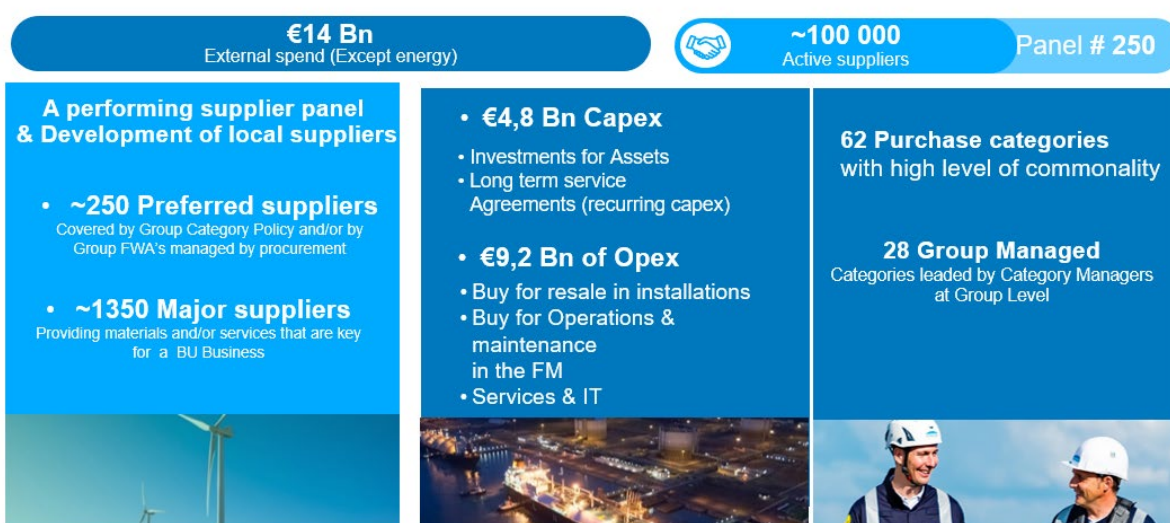 €14 Bn
External spend (Except energy)
~100 000
Active suppliers
Panel # 250
A performing supplier panel
& Development of local suppliers
• ~250 Preferred suppliers
Covered by Group Category Policy and/or by
Group FWA's managed by procurement
• ~1350 Major suppliers
Providing materials and/or services that are key
for a BU Business
• €4,8 Bn Capex
• Investments for Assets
• Long term service
Agreements (recurring capex)
• €9,2 Bn of Opex
• Buy for resale in installations
• Buy for Operations &
maintenance
in the FM
• Services & IT
62 Purchase categories
with high level of commonality
28 Group Managed
Categories leaded by Category Managers
at Group Level